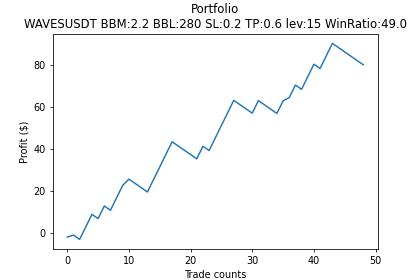 Portfolio
WAVESUSDT BBM:2.2 BBL:280 SL:0.2 TP:0.6 lev:15 WinRatio:49.0
80
60
40
20
0
Profit ($)
0 10 20 30 40 50
Trade counts